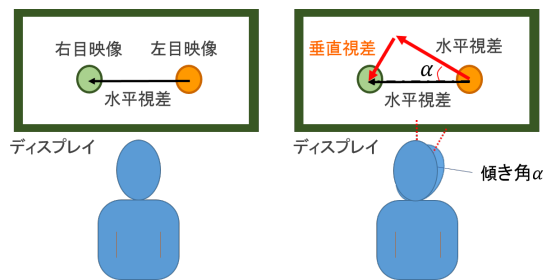 右目映像
左目映像
水平視差
ディスプレイ
垂直視差
水平視差
α
水平視差
ディスプレイ
傾き角α